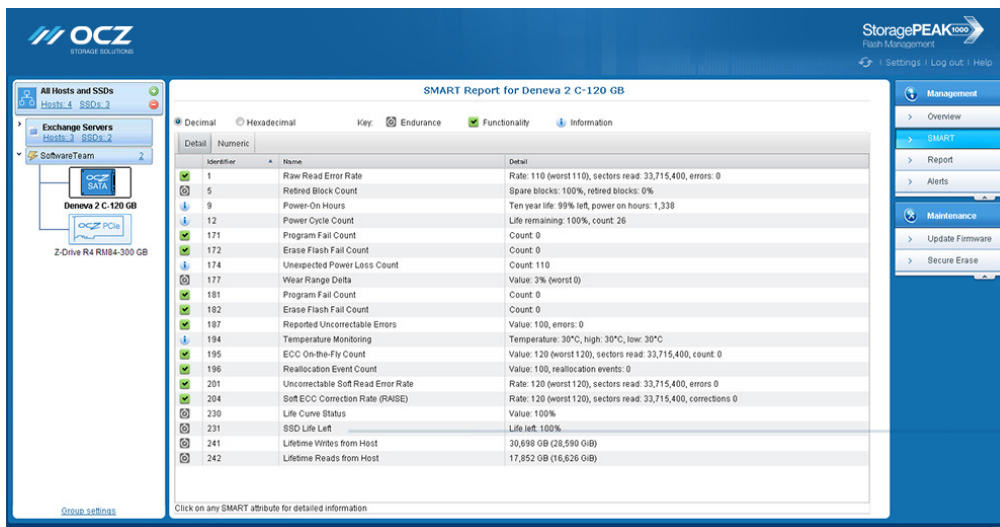 OCZ
STORAGE SOLUTIONS
StoragePEAK 1000
Flash Management
Settings | Log out | Help
All Hosts and SSDs
Hosts: 4 SSDs: 3
Exchange Servers
Hosts: 3 SSDs: 2
SoftwareTeam 2
OCZ
SATA
Deneva 2 C-120 GB
OCZ PCIe
Z-Drive R4 RM84-300 GB
Group settings
SMART Report for Deneva 2 C-120 GB
Decimal Hexadecimal Key: Endurance Functionality Information
Detail Numeric
Identifier Name Detail
1 Raw Read Error Rate Rate: 110 (worst 110), sectors read: 33,715,400, errors: 0
5 Retired Block Count Spare blocks: 100%, retired blocks: 0%
9 Power-On Hours Ten year life: 99% left, power on hours: 1,338
12 Power Cycle Count Life remaining: 100%, count: 26
171 Program Fail Count Count: 0
172 Erase Flash Fail Count Count: 0
174 Unexpected Power Loss Count Count: 110
177 Wear Range Delta Value: 3% (worst 0)
181 Program Fail Count Count: 0
182 Erase Flash Fail Count Count: 0
187 Reported Uncorrectable Errors Value: 100, errors: 0
194 Temperature Monitoring Temperature: 30°C, high: 30°C, low: 30°C
195 ECC On-the-Fly Count Value: 120 (worst 120), sectors read: 33,715,400, count: 0
196 Reallocation Event Count Value: 100, reallocation events: 0
201 Uncorrectable Soft Read Error Rate Rate: 120 (worst 120), sectors read: 33,715,400, errors 0
204 Soft ECC Correction Rate (RAISE) Rate: 120 (worst 120), sectors read: 33,715,400, corrections 0
230 Life Curve Status Value: 100%
231 SSD Life Left Life left: 100%
241 Lifetime Writes from Host 30,698 GB (28,590 GiB)
242 Lifetime Reads from Host 17,852 GB (16,626 GiB)
Click on any SMART attribute for detailed information
Management
Overview
SMART
Report
Alerts
Maintenance
Update Firmware
Secure Erase